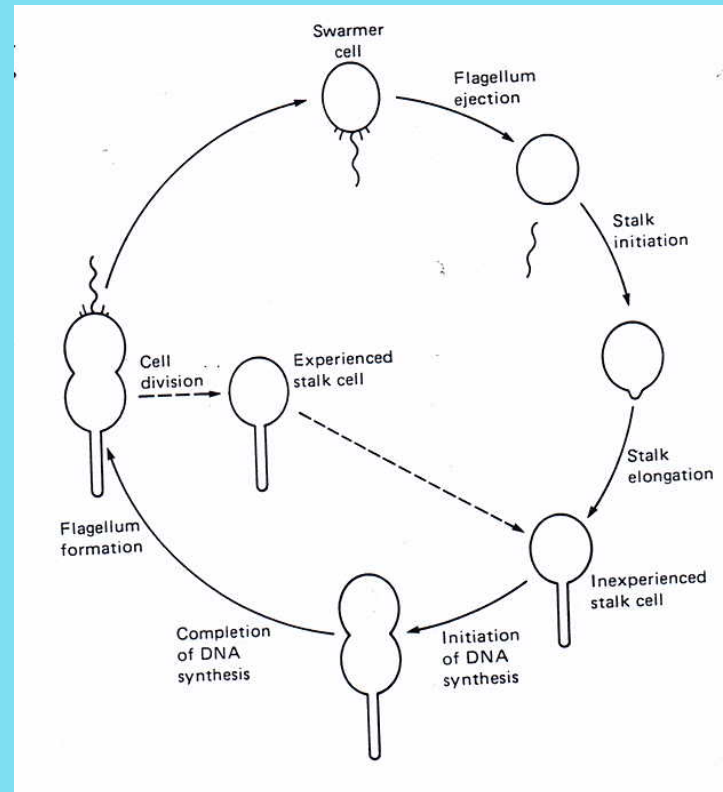 Swarmer
cell
Flagellum
ejection
Stalk
initiation
Cell
division
Experienced
stalk cell
Stalk
elongation
Flagellum
formation
Inexperienced
stalk cell
Completion
of DNA
synthesis
Initiation
of DNA
synthesis